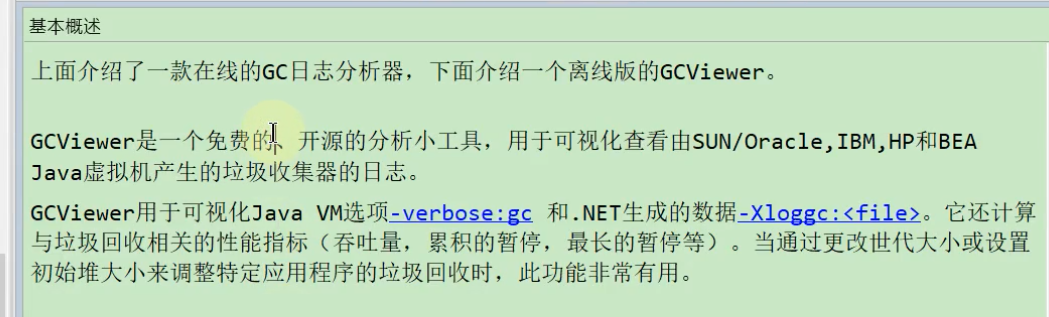 基本概述
上面介绍了一款在线的GC日志分析器，下面介绍一个离线版的GCViewer。
GCViewer是一个免费的、开源的分析小工具，用于可视化查看由SUN/Oracle,IBM,HP和BEA
Java虚拟机产生的垃圾收集器的日志。
GCViewer用于可视化Java VM选项-verbose:gc 和.NET生成的数据-Xloggc:<file>。它还计算
与垃圾回收相关的性能指标（吞吐量，累积的暂停，最长的暂停等）。当通过更改世代大小或设置
初始堆大小来调整特定应用程序的垃圾回收时，此功能非常有用。